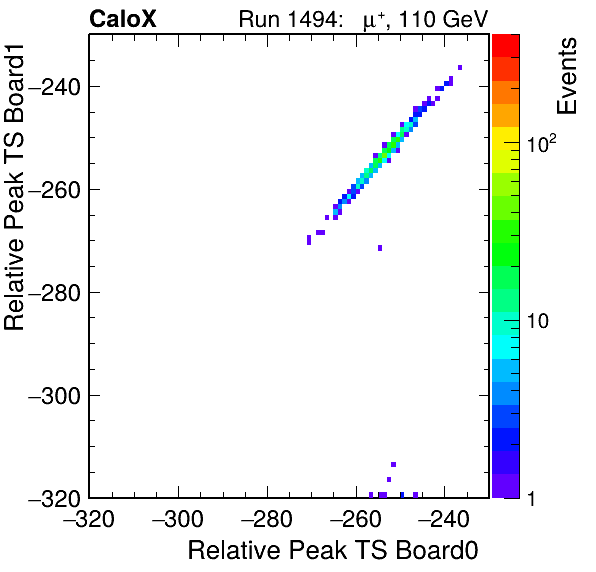 CaloX Run 1494: μ⁺, 110 GeV
Events
Relative Peak TS Board1
−240
−260
−280
−300
−320
10²
10
1
−320 −300 −280 −260 −240
Relative Peak TS Board0